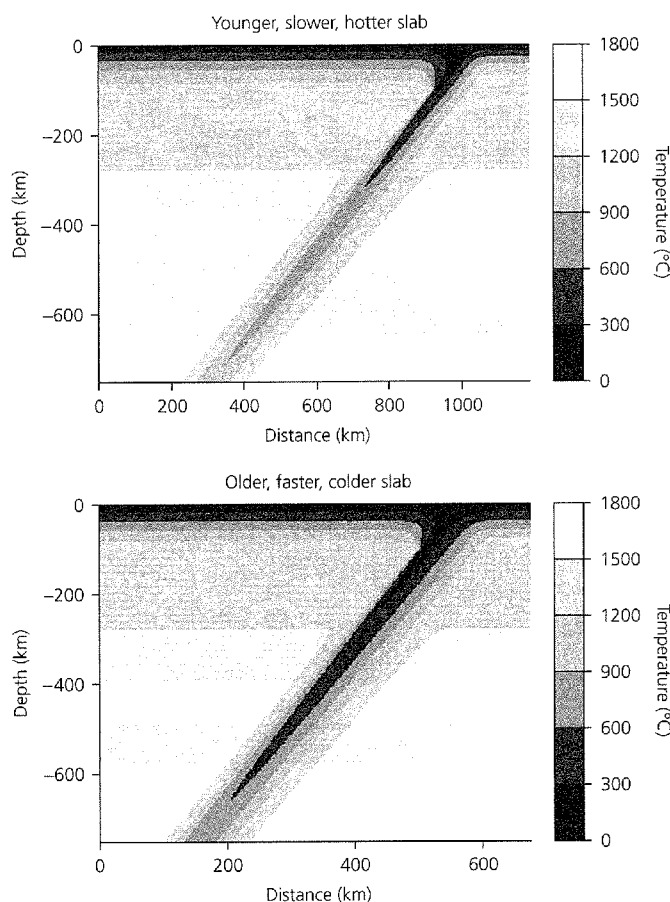 Younger, slower, hotter slab
0
−200
−400
−600
Depth (km)
0 200 400 600 800 1000
Distance (km)
1800
1500
1200
900
600
300
0
Temperature (°C)
Older, faster, colder slab
0
−200
−400
−600
Depth (km)
0 200 400 600
Distance (km)
1800
1500
1200
900
600
300
0
Temperature (°C)